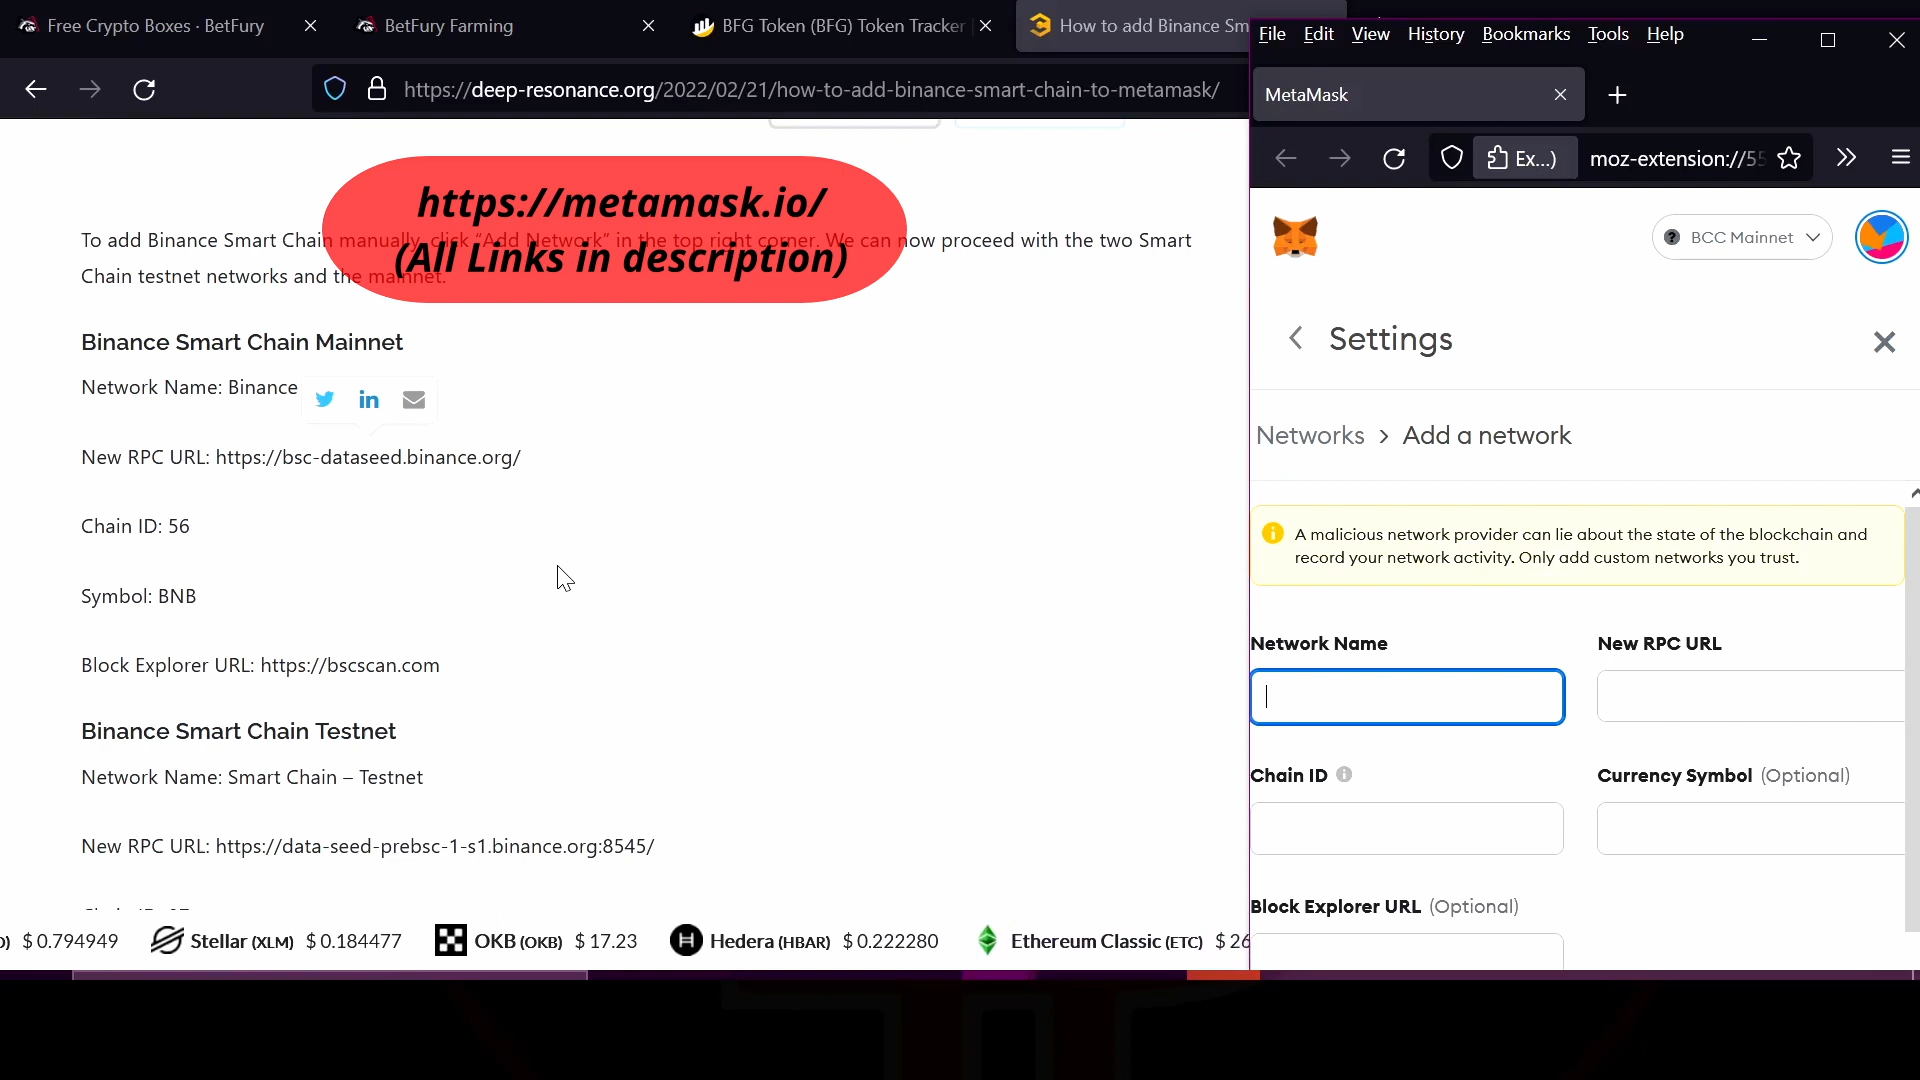 Free Crypto Boxes · BetFury
BetFury Farming
BFG Token (BFG) Token Tracker
How to add Binance Sm
File Edit View History Bookmarks Tools Help
https://deep-resonance.org/2022/02/21/how-to-add-binance-smart-chain-to-metamask/
MetaMask
Ex...)
moz-extension://55
https://metamask.io/
(All Links in description)
To add Binance Smart Chain manually, click “Add Network” in the top right corner. We can now proceed with the two Smart
Chain testnet networks and the mainnet.
Binance Smart Chain Mainnet
Network Name: Binance
New RPC URL: https://bsc-dataseed.binance.org/
Chain ID: 56
Symbol: BNB
Block Explorer URL: https://bscscan.com
Binance Smart Chain Testnet
Network Name: Smart Chain – Testnet
New RPC URL: https://data-seed-prebsc-1-s1.binance.org:8545/
$ 0.794949
Stellar (XLM) $ 0.184477
OKB (OKB) $ 17.23
Hedera (HBAR) $ 0.222280
Ethereum Classic (ETC) $ 26
BCC Mainnet
Settings
Networks > Add a network
A malicious network provider can lie about the state of the blockchain and
record your network activity. Only add custom networks you trust.
Network Name
New RPC URL
Chain ID
Currency Symbol (Optional)
Block Explorer URL (Optional)